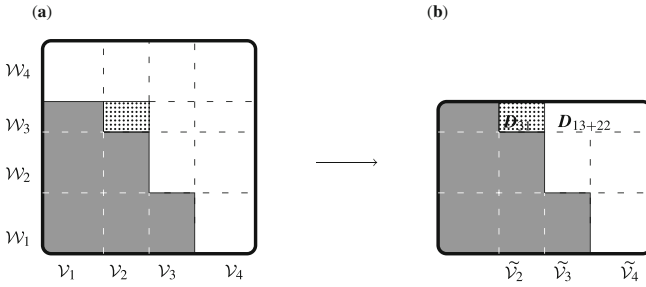 (a)
(b)
𝒲₄
𝒲₃
D₃₁ D₁₃₊₂₂
𝒲₂
𝒲₁
𝒱₁ 𝒱₂ 𝒱₃ 𝒱₄
𝒱̃₂ 𝒱̃₃ 𝒱̃₄